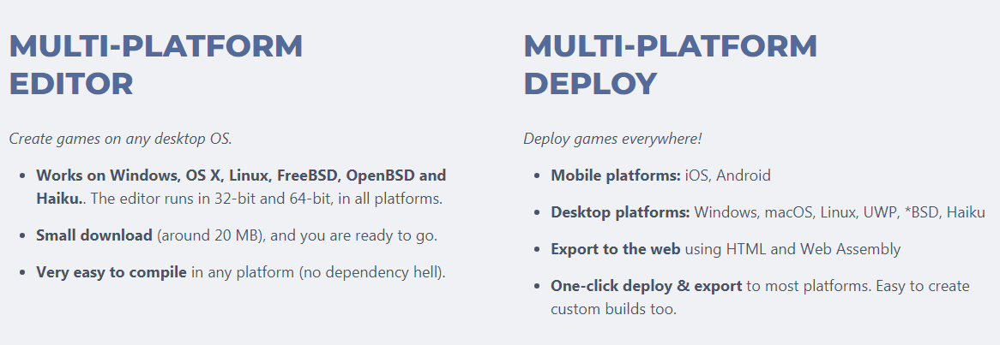 MULTI-PLATFORM
EDITOR
Create games on any desktop OS.
• Works on Windows, OS X, Linux, FreeBSD, OpenBSD and
Haiku.. The editor runs in 32-bit and 64-bit, in all platforms.
• Small download (around 20 MB), and you are ready to go.
• Very easy to compile in any platform (no dependency hell).
MULTI-PLATFORM
DEPLOY
Deploy games everywhere!
• Mobile platforms: iOS, Android
• Desktop platforms: Windows, macOS, Linux, UWP, *BSD, Haiku
• Export to the web using HTML and Web Assembly
• One-click deploy & export to most platforms. Easy to create
custom builds too.